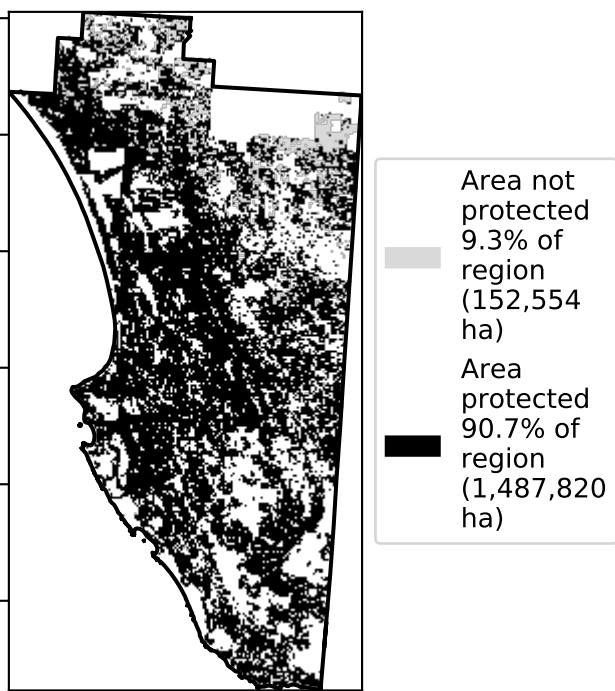 Area not
protected
9.3% of
region
(152,554
ha)
Area
protected
90.7% of
region
(1,487,820
ha)